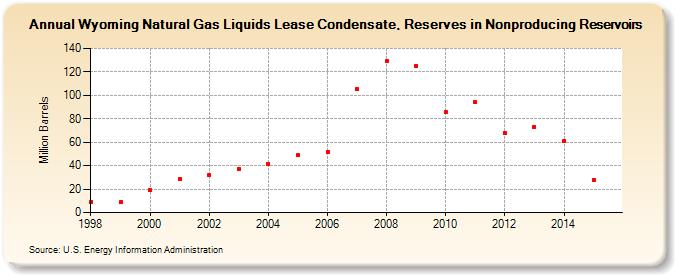 Annual Wyoming Natural Gas Liquids Lease Condensate, Reserves in Nonproducing Reservoirs
Million Barrels
140
120
100
80
60
40
20
0
1998 2000 2002 2004 2006 2008 2010 2012 2014
Source: U.S. Energy Information Administration